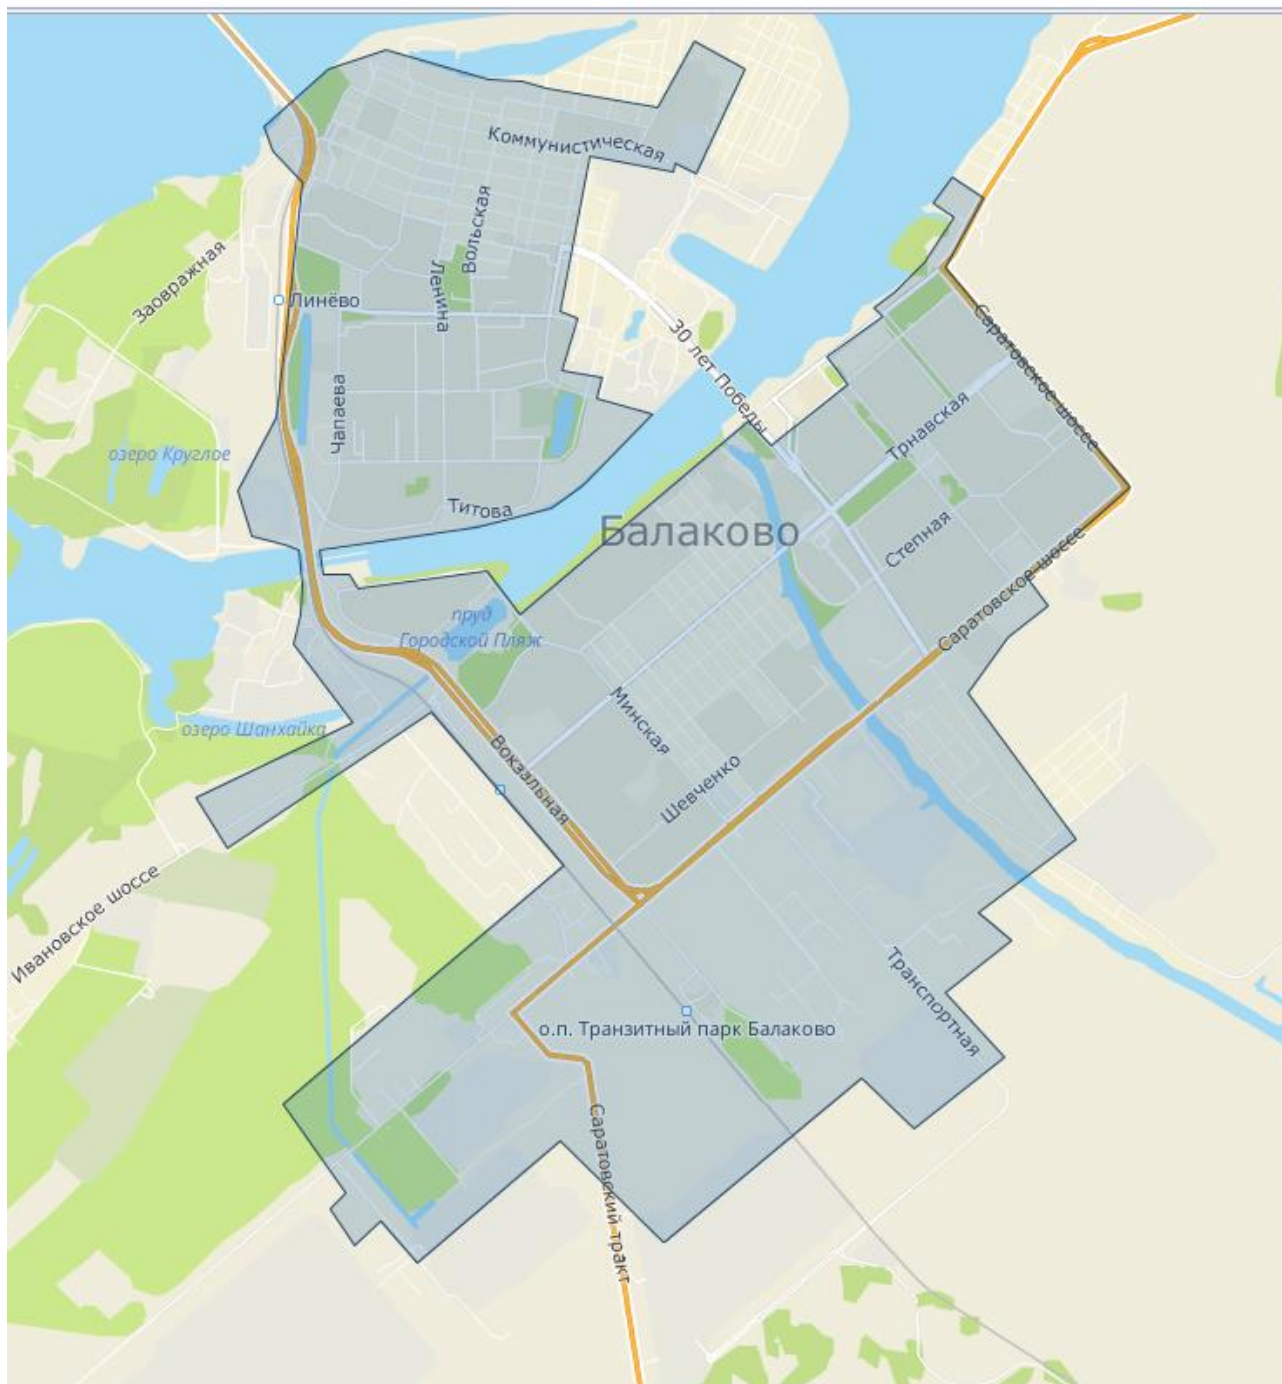 Коммунистическая
Вольская
Заовражная
Ленина
Линёво
30 лет Победы
Саратовское шоссе
Чапаева
Трнавская
озеро Круглое
Титова
Балаково
Степная
Саратовское шоссе
пруд
Городской Пляж
Минская
озеро Шанхайка
Вокзальная
Шевченко
Ивановское шоссе
Транспортная
о.п. Транзитный парк Балаково
Саратовский тракт